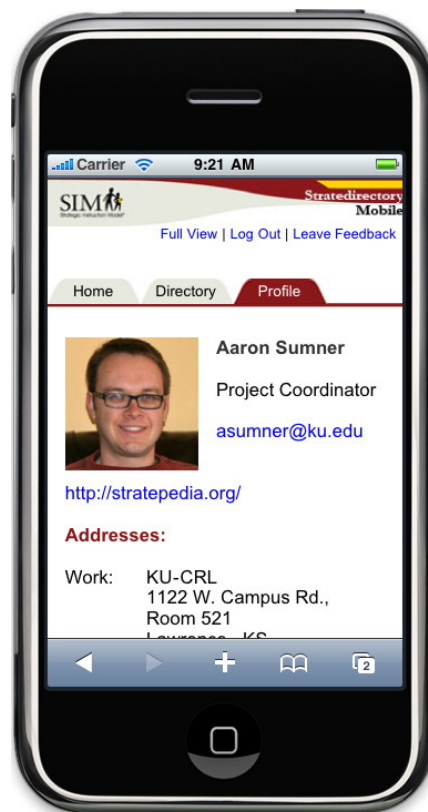 Carrier 9:21 AM
SIM
Strategic Instruction Model®
Stratedirectory
Mobile
Full View | Log Out | Leave Feedback
Home Directory Profile
Aaron Sumner
Project Coordinator
asumner@ku.edu
http://stratepedia.org/
Addresses:
Work: KU-CRL
1122 W. Campus Rd.,
Room 521
Lawrence, KS
2